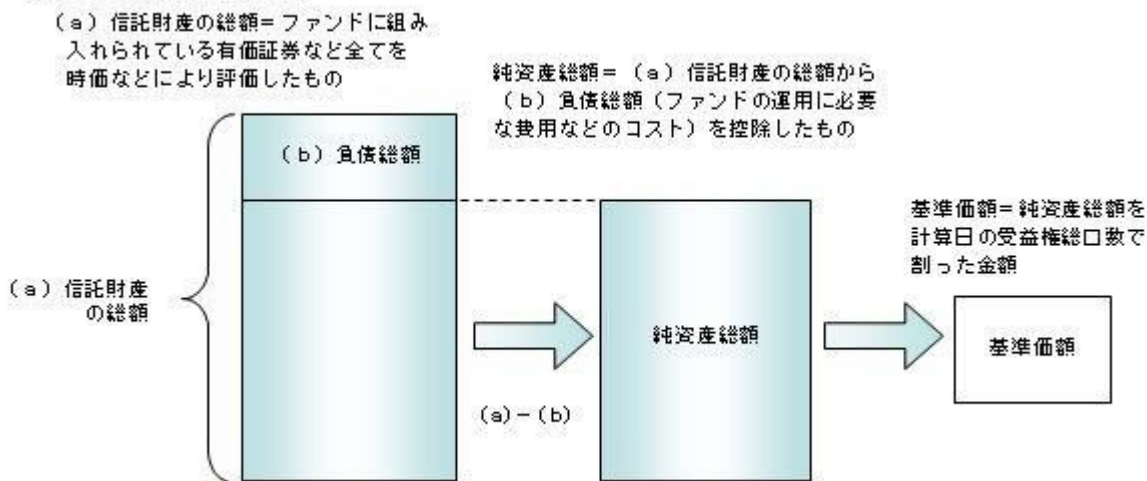 （a）信託財産の総額＝ファンドに組み
入れられている有価証券など全てを
時価などにより評価したもの
純資産総額＝（a）信託財産の総額から
（b）負債総額（ファンドの運用に必要
な費用などのコスト）を控除したもの
（b）負債総額
基準価額＝純資産総額を
計算日の受益権総口数で
割った金額
（a）信託財産
の総額
純資産総額
基準価額
（a）－（b）